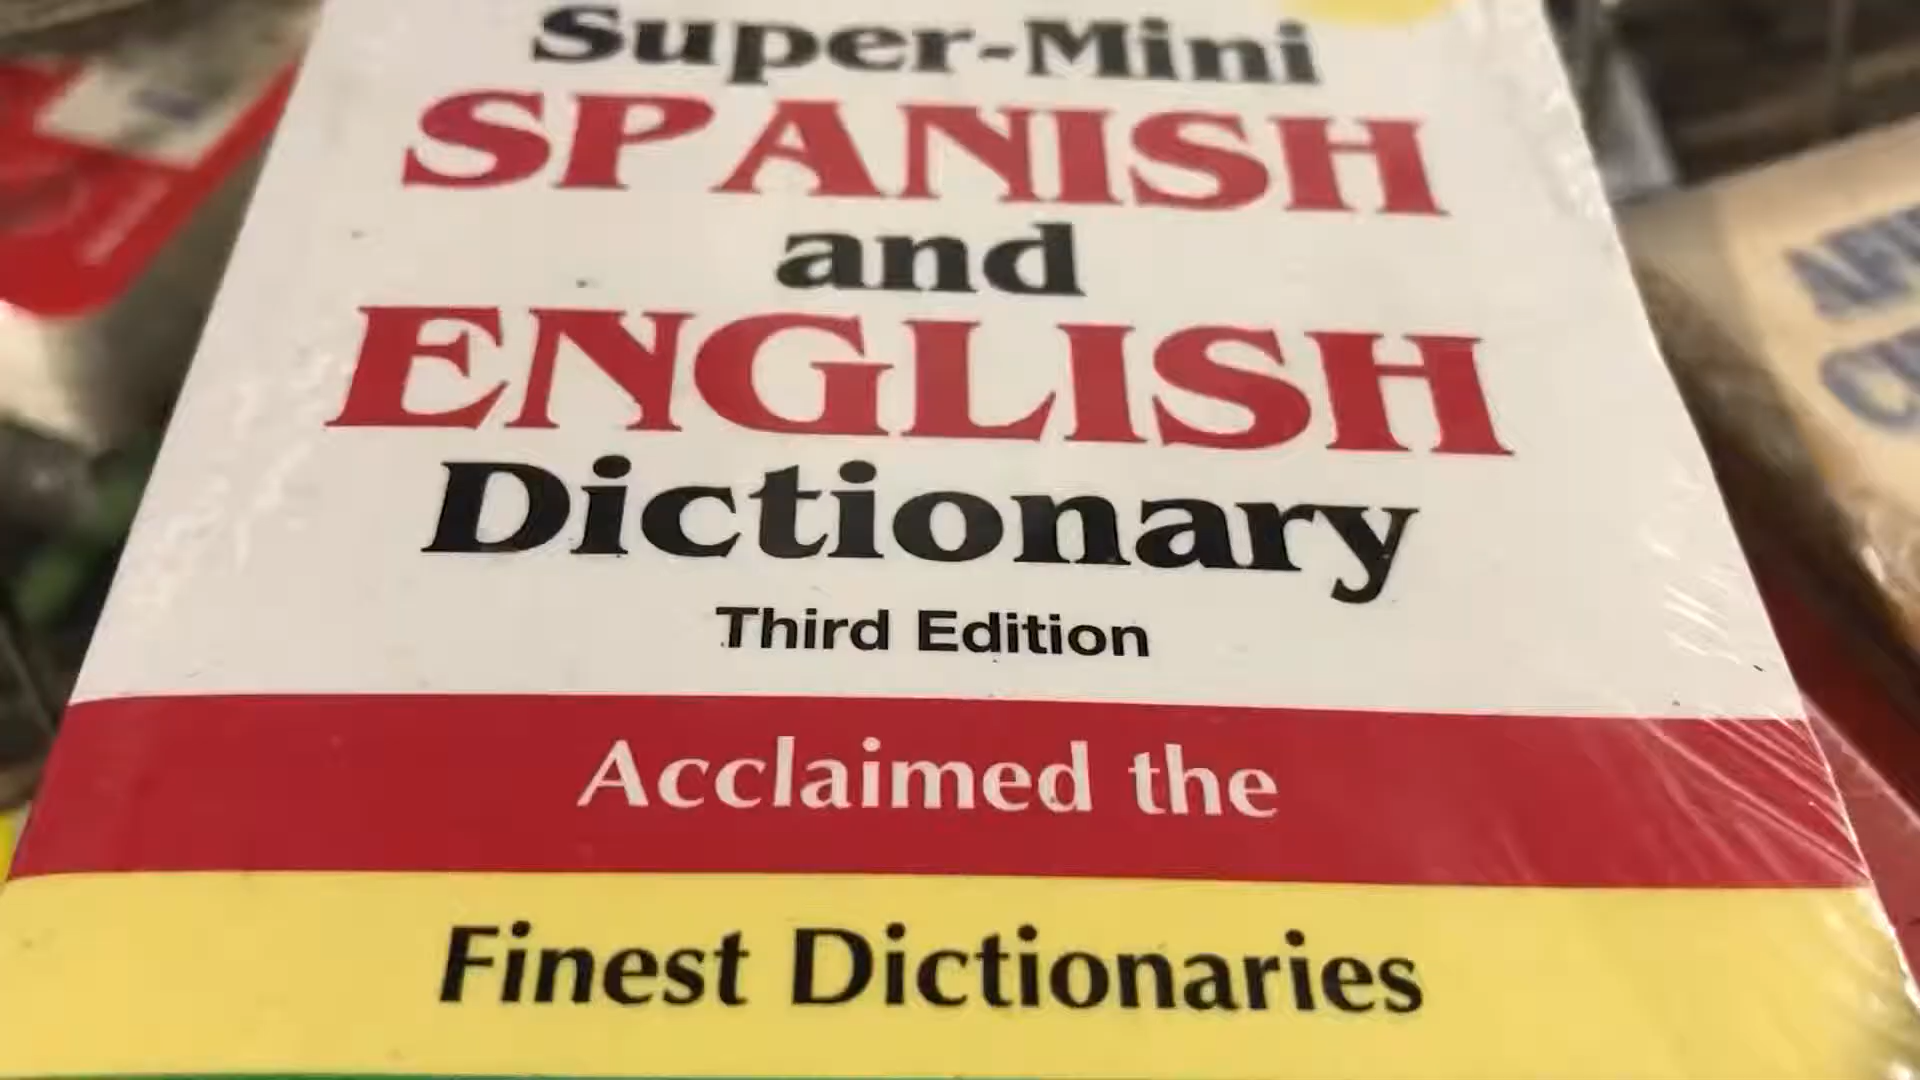 Super-Mini
SPANISH
and
ENGLISH
Dictionary
Third Edition
Acclaimed the
Finest Dictionaries